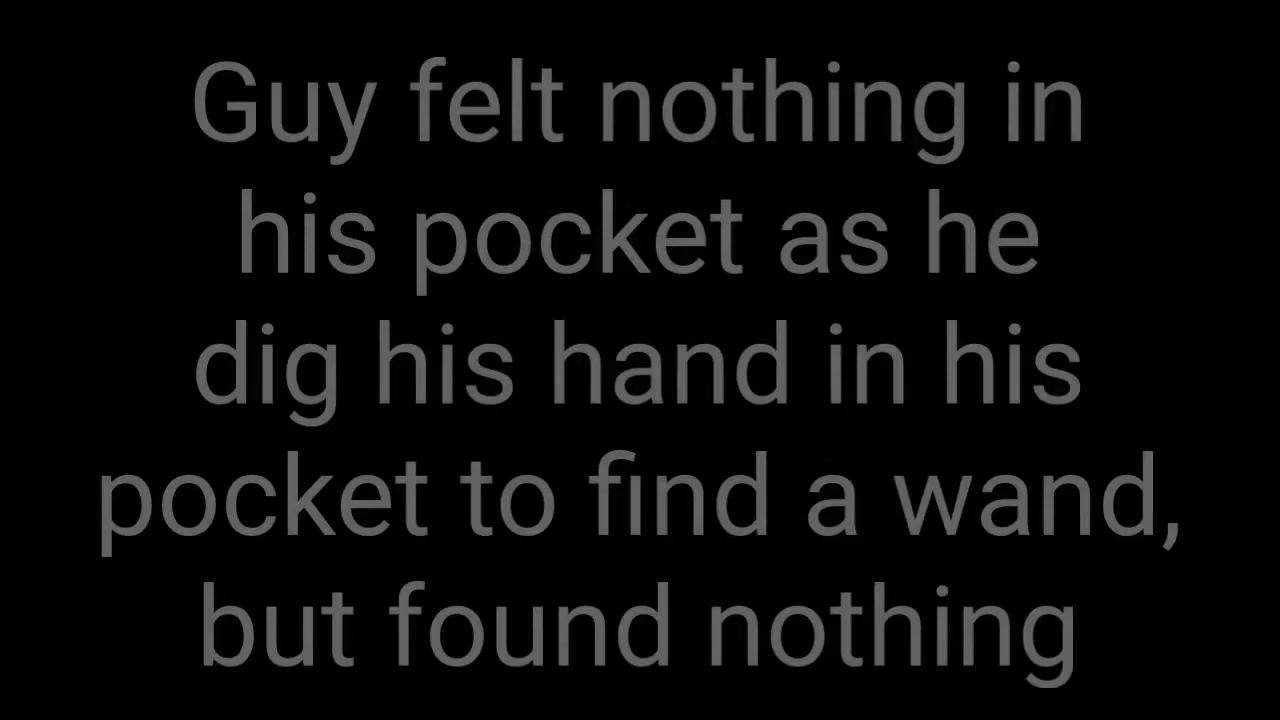 Guy felt nothing in
his pocket as he
dig his hand in his
pocket to find a wand,
but found nothing